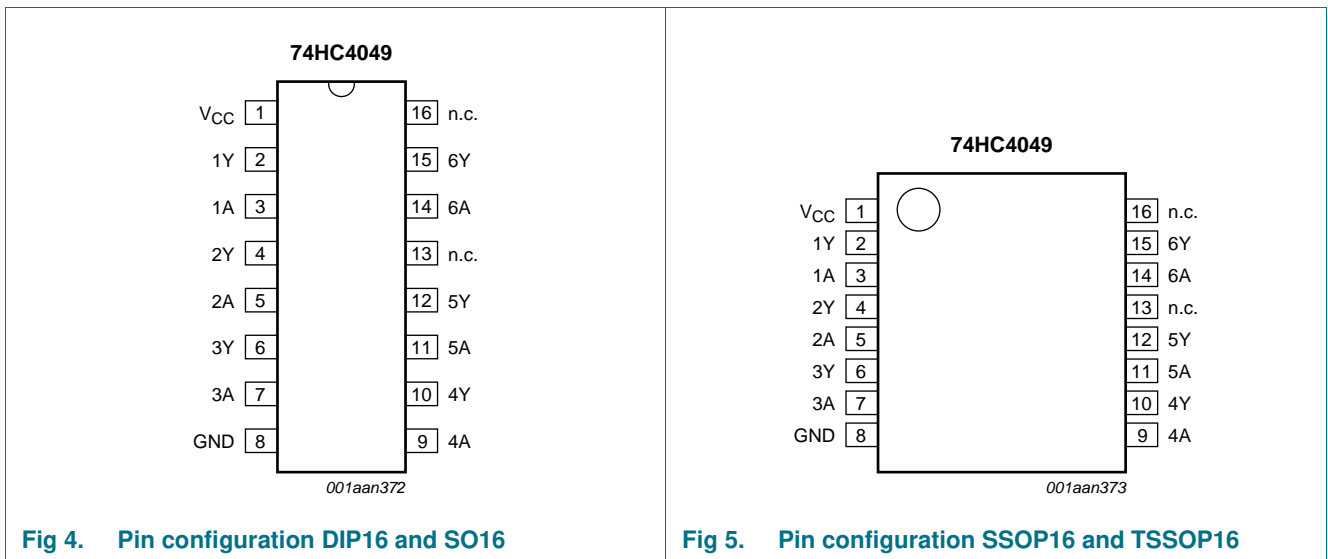 74HC4049
VCC 1 16 n.c.
1Y 2 15 6Y
1A 3 14 6A
2Y 4 13 n.c.
2A 5 12 5Y
3Y 6 11 5A
3A 7 10 4Y
GND 8 9 4A
001aan372
Fig 4. Pin configuration DIP16 and SO16
74HC4049
VCC 1 16 n.c.
1Y 2 15 6Y
1A 3 14 6A
2Y 4 13 n.c.
2A 5 12 5Y
3Y 6 11 5A
3A 7 10 4Y
GND 8 9 4A
001aan373
Fig 5. Pin configuration SSOP16 and TSSOP16